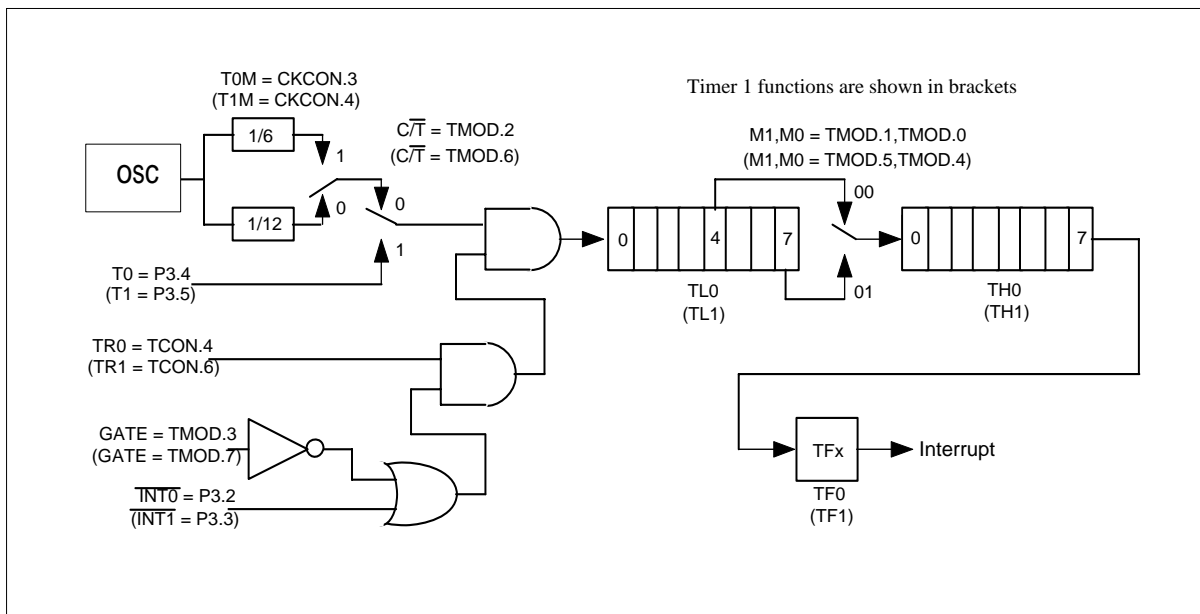 T0M = CKCON.3
(T1M = CKCON.4)
Timer 1 functions are shown in brackets
OSC
1/6
1
0
1/12
C/T̅ = TMOD.2
(C/T̅ = TMOD.6)
0
1
M1,M0 = TMOD.1,TMOD.0
(M1,M0 = TMOD.5,TMOD.4)
00
01
0
4
7
TL0
(TL1)
0
7
TH0
(TH1)
T0 = P3.4
(T1 = P3.5)
TR0 = TCON.4
(TR1 = TCON.6)
GATE = TMOD.3
(GATE = TMOD.7)
I̅N̅T̅0̅ = P3.2
(I̅N̅T̅1̅ = P3.3)
TFx
Interrupt
TF0
(TF1)